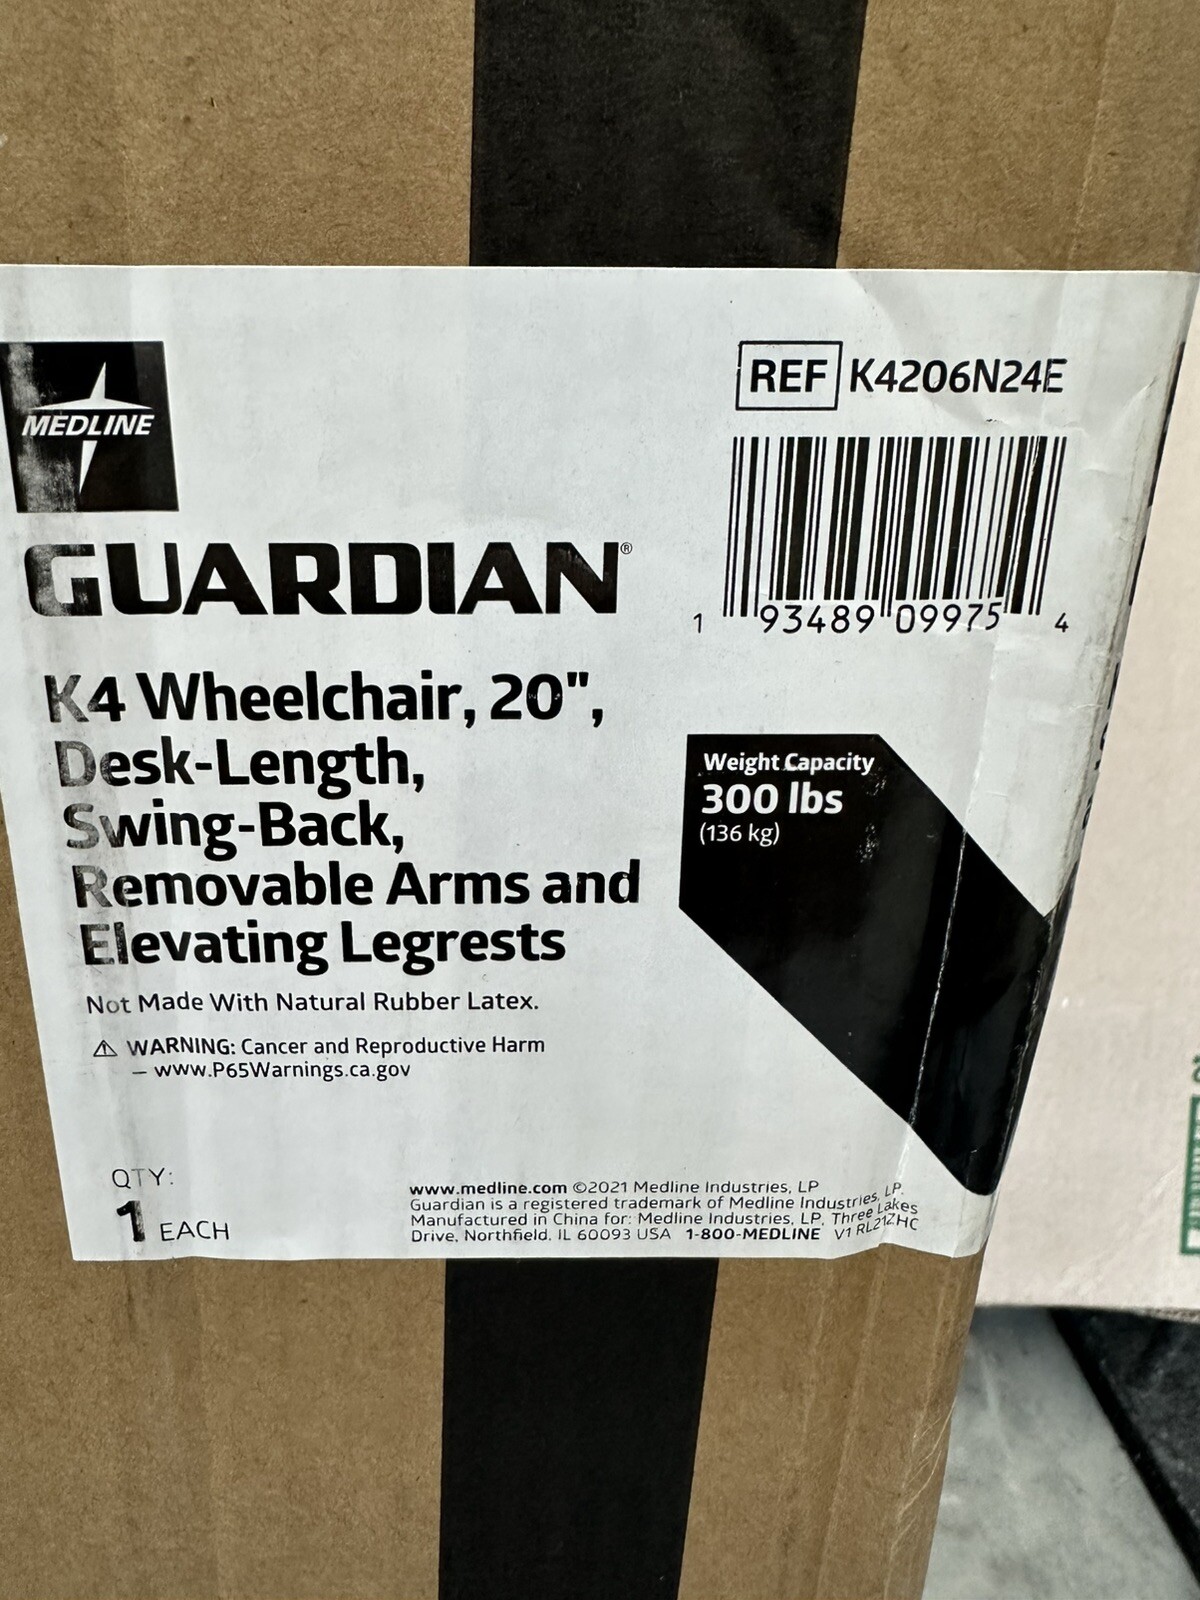 MEDLINE
REF K4206N24E
1 93489 09975 4
GUARDIAN®
K4 Wheelchair, 20",
Desk-Length,
Swing-Back,
Removable Arms and
Elevating Legrests
Weight Capacity
300 lbs
(136 kg)
Not Made With Natural Rubber Latex.
⚠ WARNING: Cancer and Reproductive Harm
– www.P65Warnings.ca.gov
QTY:
1 EACH
www.medline.com ©2021 Medline Industries, LP
Guardian is a registered trademark of Medline Industries, LP.
Manufactured in China for: Medline Industries, LP, Three Lakes
Drive, Northfield, IL 60093 USA 1-800-MEDLINE V1 RL21ZHC